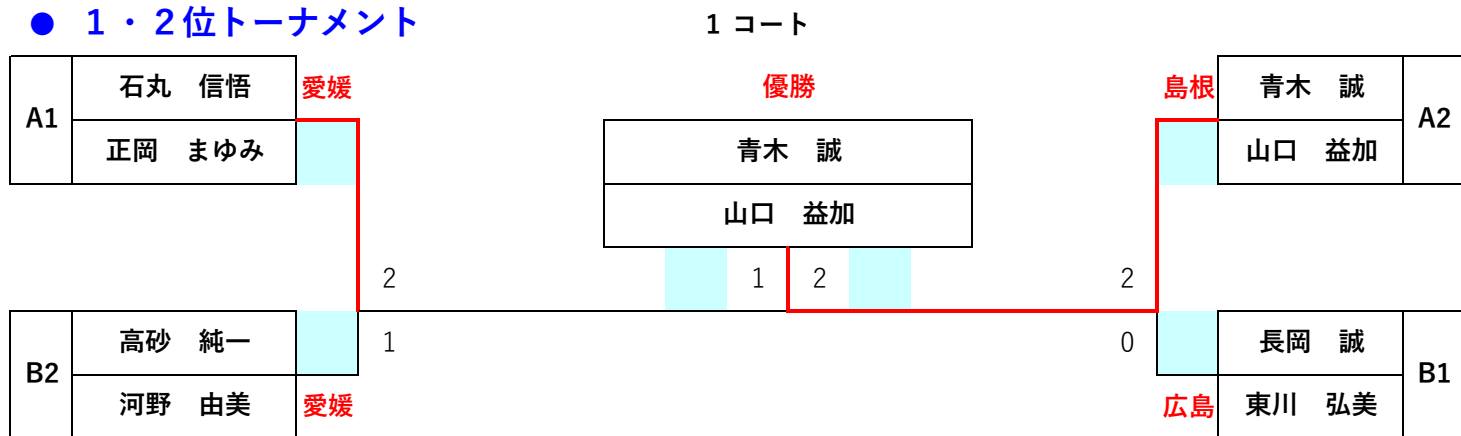 ● １・２位トーナメント　1 コート
A1 石丸　信悟 愛媛
正岡　まゆみ
優勝
青木　誠
山口　益加
島根 青木　誠 A2
山口　益加
2 1 2 2
1 0
B2 高砂　純一
河野　由美 愛媛
長岡　誠 B1
広島 東川　弘美